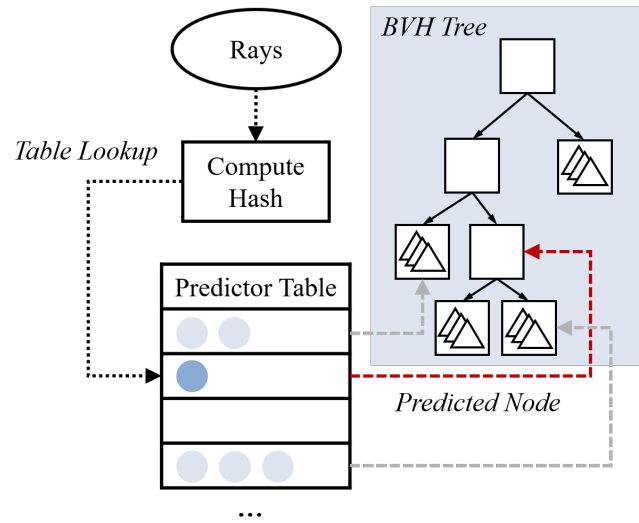 Rays
BVH Tree
Table Lookup
Compute
Hash
Predictor Table
Predicted Node
...